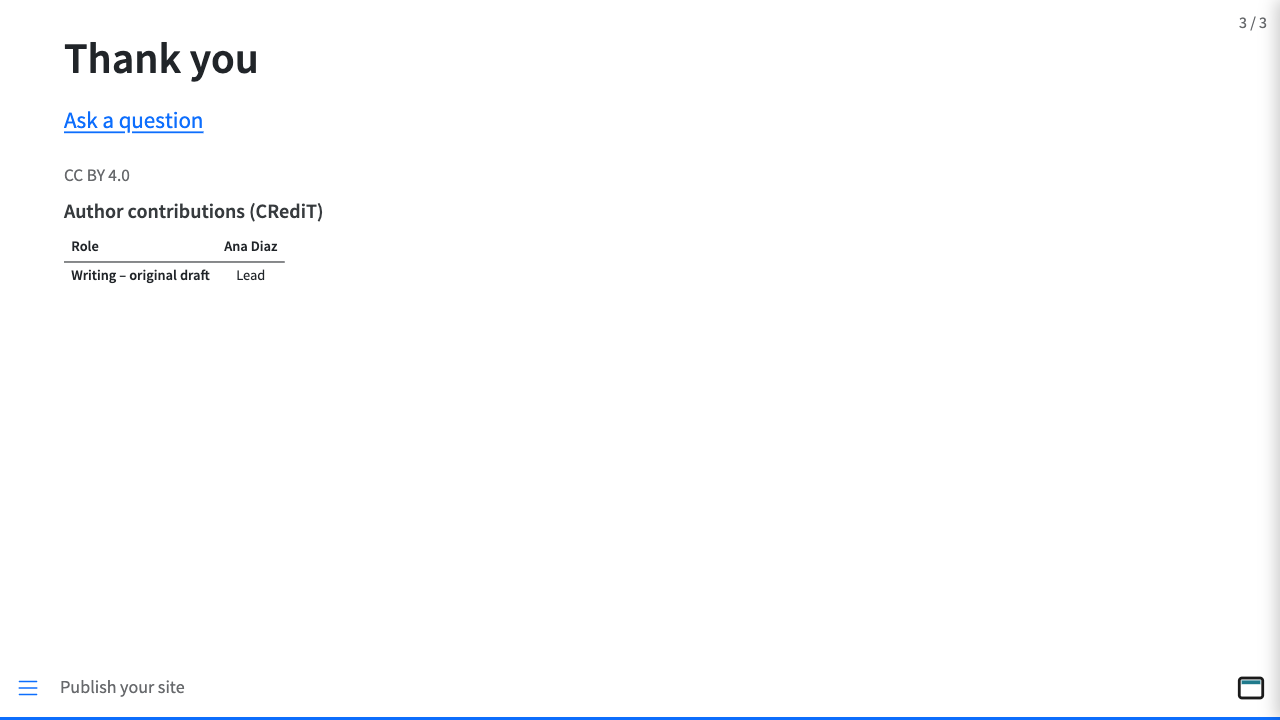 3 / 3
Thank you
Ask a question
CC BY 4.0
Author contributions (CRediT)
Role Ana Diaz
Writing – original draft Lead
Publish your site